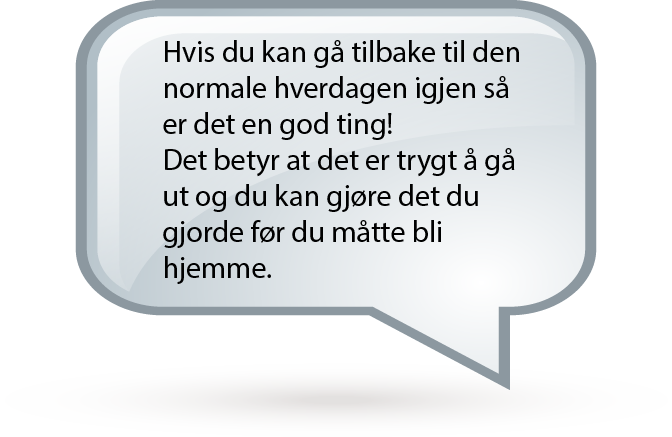 Hvis du kan gå tilbake til den
normale hverdagen igjen så
er det en god ting!
Det betyr at det er trygt å gå
ut og du kan gjøre det du
gjorde før du måtte bli
hjemme.